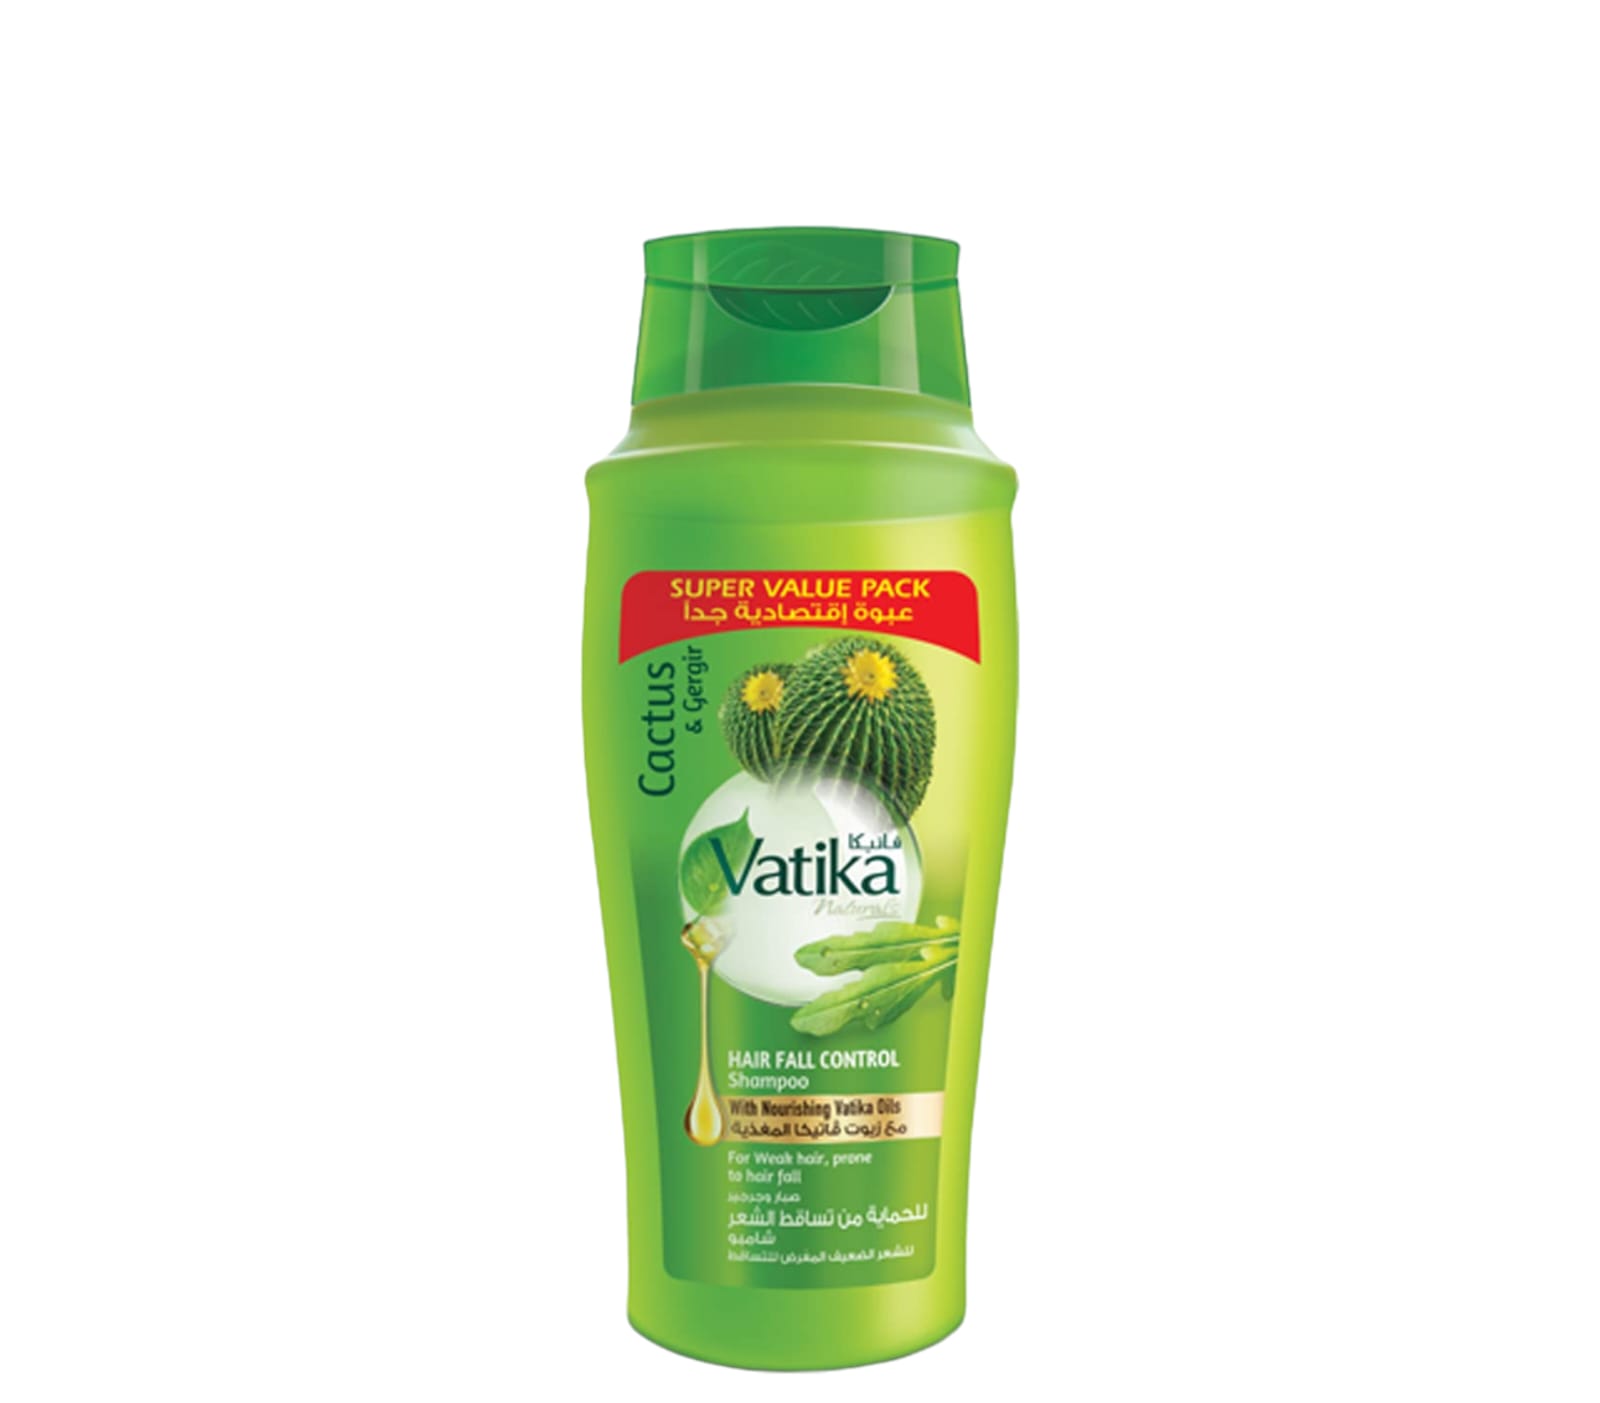 SUPER VALUE PACK
عبوة إقتصادية جداً
Cactus
& Gergir
ڤاتيكا
Vatika
Naturals
HAIR FALL CONTROL
Shampoo
With Nourishing Vatika Oils
مع زيوت ڤاتيكا المغذية
For Weak hair, prone
to hair fall
صبار وجرجير
للحماية من تساقط الشعر
شامبو
للشعر الضعيف المعرض للتساقط